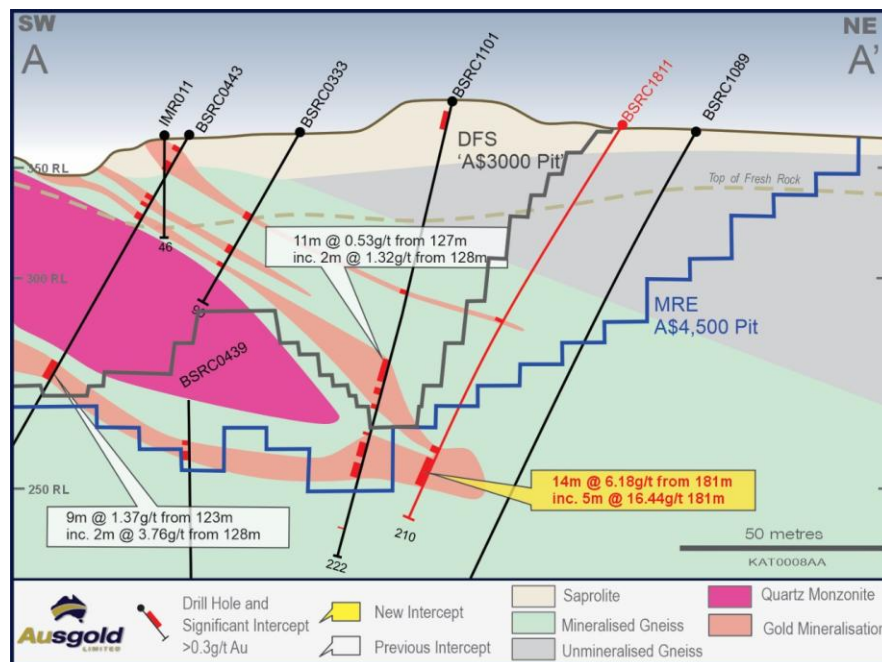 SW
NE
A
A'
IMR011
BSRC0443
BSRC0333
BSRC1101
BSRC1811
BSRC1089
DFS
'A$3000 Pit'
350 RL
Top of Fresh Rock
46
11m @ 0.53g/t from 127m
inc. 2m @ 1.32g/t from 128m
300 RL
MRE
A$4,500 Pit
BSRC0439
14m @ 6.18g/t from 181m
inc. 5m @ 16.44g/t 181m
250 RL
9m @ 1.37g/t from 123m
inc. 2m @ 3.76g/t from 128m
210
222
50 metres
KAT0008AA
Ausgold
LIMITED
Drill Hole and
Significant Intercept
>0.3g/t Au
New Intercept
Previous Intercept
Saprolite
Mineralised Gneiss
Unmineralised Gneiss
Quartz Monzonite
Gold Mineralisation